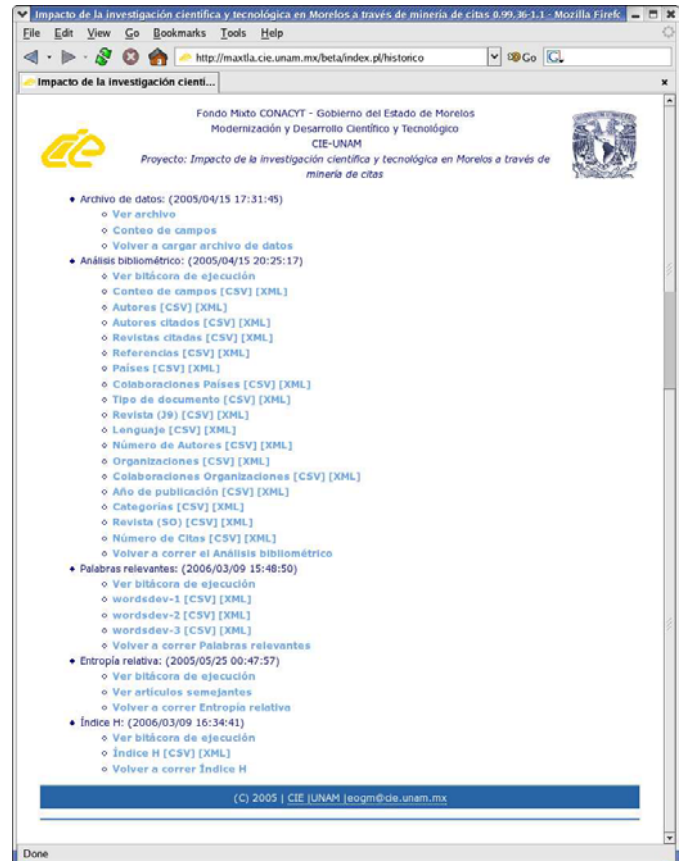 Impacto de la investigación científica y tecnológica en Morelos a través de minería de citas 0.99.36-1.1 - Mozilla Firefo
File Edit View Go Bookmarks Tools Help
http://maxtla.cie.unam.mx/beta/index.pl/historico Go
Impacto de la investigación cientí...
Fondo Mixto CONACYT - Gobierno del Estado de Morelos
Modernización y Desarrollo Científico y Tecnológico
CIE-UNAM
Proyecto: Impacto de la investigación científica y tecnológica en Morelos a través de
minería de citas
cie
Archivo de datos: (2005/04/15 17:31:45)
Ver archivo
Conteo de campos
Volver a cargar archivo de datos
Análisis bibliométrico: (2005/04/15 20:25:17)
Ver bitácora de ejecución
Conteo de campos [CSV] [XML]
Autores [CSV] [XML]
Autores citados [CSV] [XML]
Revistas citadas [CSV] [XML]
Referencias [CSV] [XML]
Países [CSV] [XML]
Colaboraciones Países [CSV] [XML]
Tipo de documento [CSV] [XML]
Revista (J9) [CSV] [XML]
Lenguaje [CSV] [XML]
Número de Autores [CSV] [XML]
Organizaciones [CSV] [XML]
Colaboraciones Organizaciones [CSV] [XML]
Año de publicación [CSV] [XML]
Categorías [CSV] [XML]
Revista (SO) [CSV] [XML]
Número de Citas [CSV] [XML]
Volver a correr el Análisis bibliométrico
Palabras relevantes: (2006/03/09 15:48:50)
Ver bitácora de ejecución
wordsdev-1 [CSV] [XML]
wordsdev-2 [CSV] [XML]
wordsdev-3 [CSV] [XML]
Volver a correr Palabras relevantes
Entropía relativa: (2005/05/25 00:47:57)
Ver bitácora de ejecución
Ver artículos semejantes
Volver a correr Entropía relativa
Índice H: (2006/03/09 16:34:41)
Ver bitácora de ejecución
Índice H [CSV] [XML]
Volver a correr Índice H
(C) 2005 | CIE |UNAM |eogm@cie.unam.mx
Done